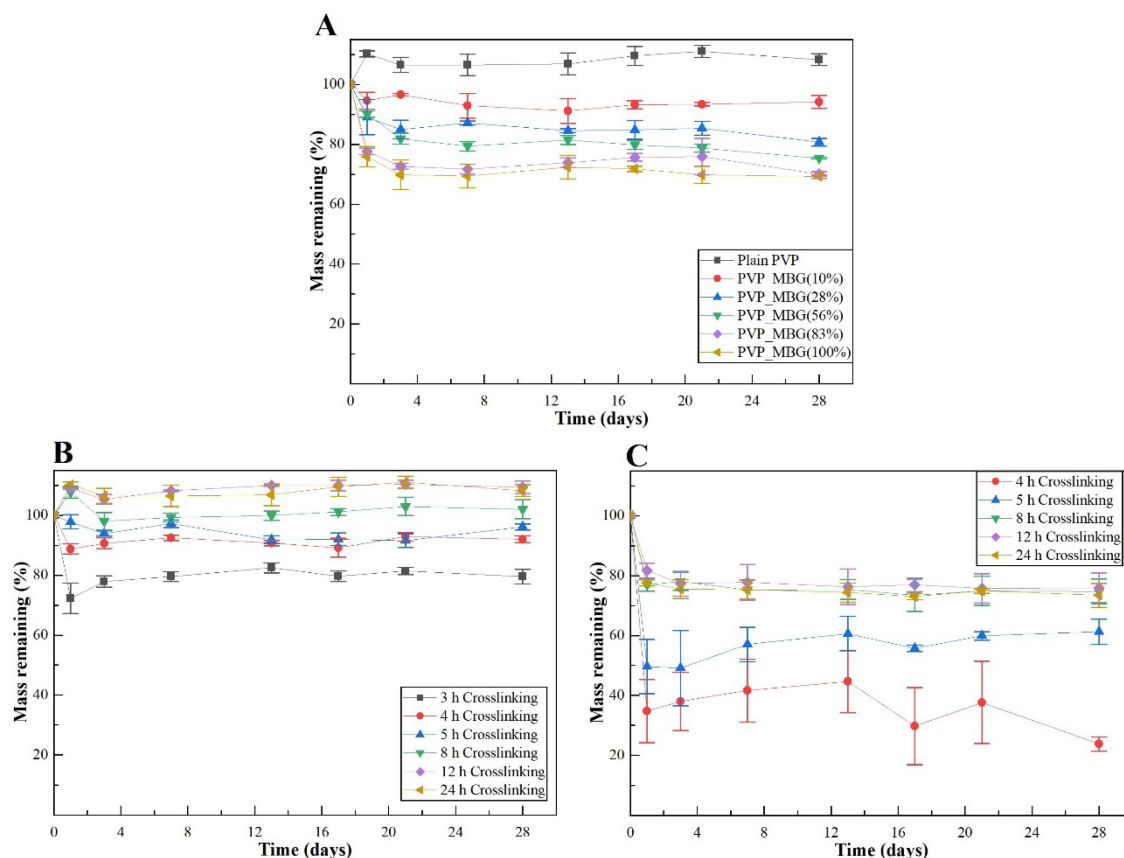 A
Mass remaining (%)
100
80
60
40
20
0 4 8 12 16 20 24 28
Time (days)
Plain PVP
PVP_MBG(10%)
PVP_MBG(28%)
PVP_MBG(56%)
PVP_MBG(83%)
PVP_MBG(100%)
B
Mass remaining (%)
100
80
60
40
20
0 4 8 12 16 20 24 28
Time (days)
3 h Crosslinking
4 h Crosslinking
5 h Crosslinking
8 h Crosslinking
12 h Crosslinking
24 h Crosslinking
C
Mass remaining (%)
100
80
60
40
20
0 4 8 12 16 20 24 28
Time (days)
4 h Crosslinking
5 h Crosslinking
8 h Crosslinking
12 h Crosslinking
24 h Crosslinking